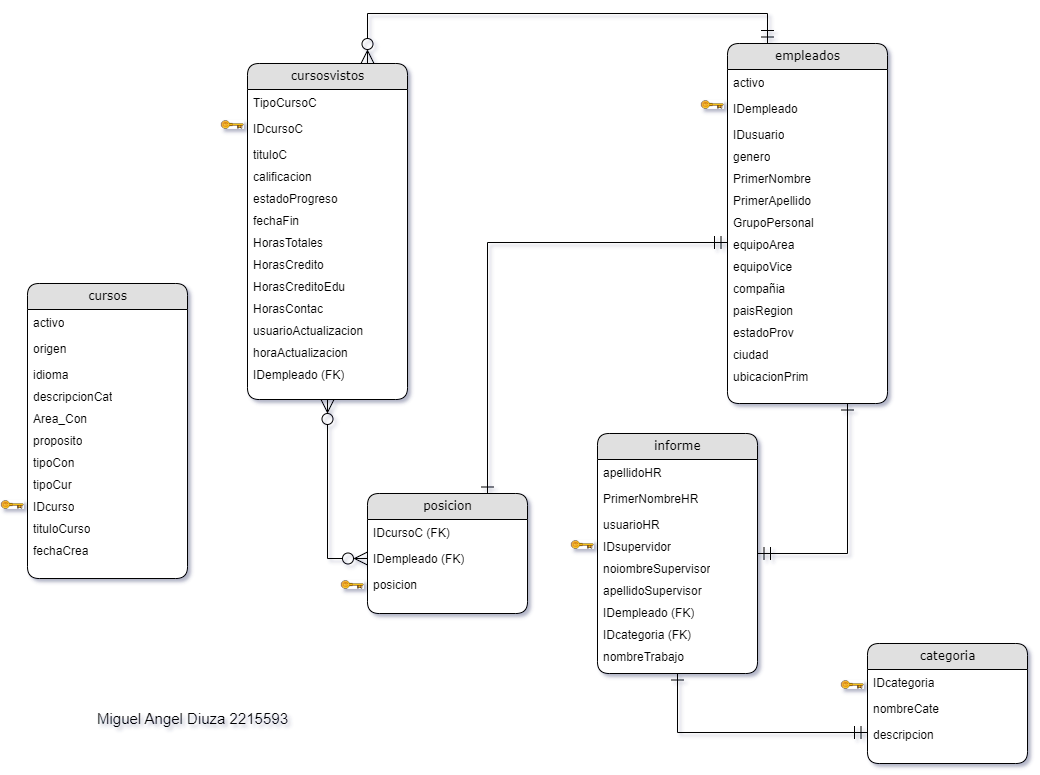 cursosvistos
TipoCursoC
IDcursoC
tituloC
calificacion
estadoProgreso
fechaFin
HorasTotales
HorasCredito
HorasCreditoEdu
HorasContac
usuarioActualizacion
horaActualizacion
IDempleado (FK)
empleados
activo
IDempleado
IDusuario
genero
PrimerNombre
PrimerApellido
GrupoPersonal
equipoArea
equipoVice
compañia
paisRegion
estadoProv
ciudad
ubicacionPrim
cursos
activo
origen
idioma
descripcionCat
Area_Con
proposito
tipoCon
tipoCur
IDcurso
tituloCurso
fechaCrea
posicion
IDcursoC (FK)
IDempleado (FK)
posicion
informe
apellidoHR
PrimerNombreHR
usuarioHR
IDsupervidor
noiombreSupervisor
apellidoSupervisor
IDempleado (FK)
IDcategoria (FK)
nombreTrabajo
categoria
IDcategoria
nombreCate
descripcion
Miguel Angel Diuza 2215593